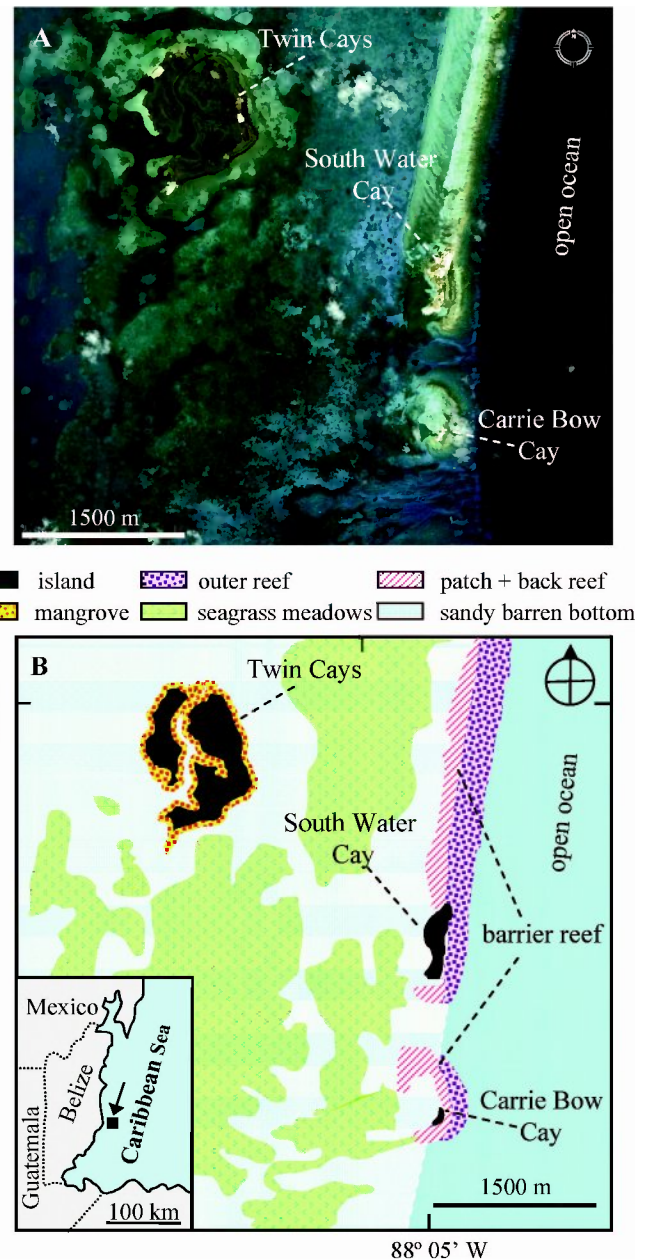 A
Twin Cays
South Water
Cay
open ocean
Carrie Bow
Cay
1500 m
island
outer reef
patch + back reef
mangrove
seagrass meadows
sandy barren bottom
B
Twin Cays
open ocean
South Water
Cay
barrier reef
Mexico
Belize
Caribbean Sea
Guatemala
100 km
Carrie Bow
Cay
1500 m
88º 05’ W